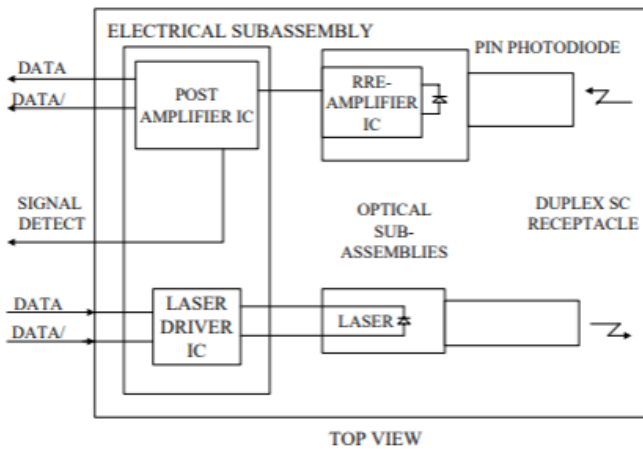 ELECTRICAL SUBASSEMBLY
PIN PHOTODIODE
DATA
DATA/
POST
AMPLIFIER IC
RRE-
AMPLIFIER
IC
SIGNAL
DETECT
OPTICAL
SUB-
ASSEMBLIES
DUPLEX SC
RECEPTACLE
DATA
DATA/
LASER
DRIVER
IC
LASER
TOP VIEW